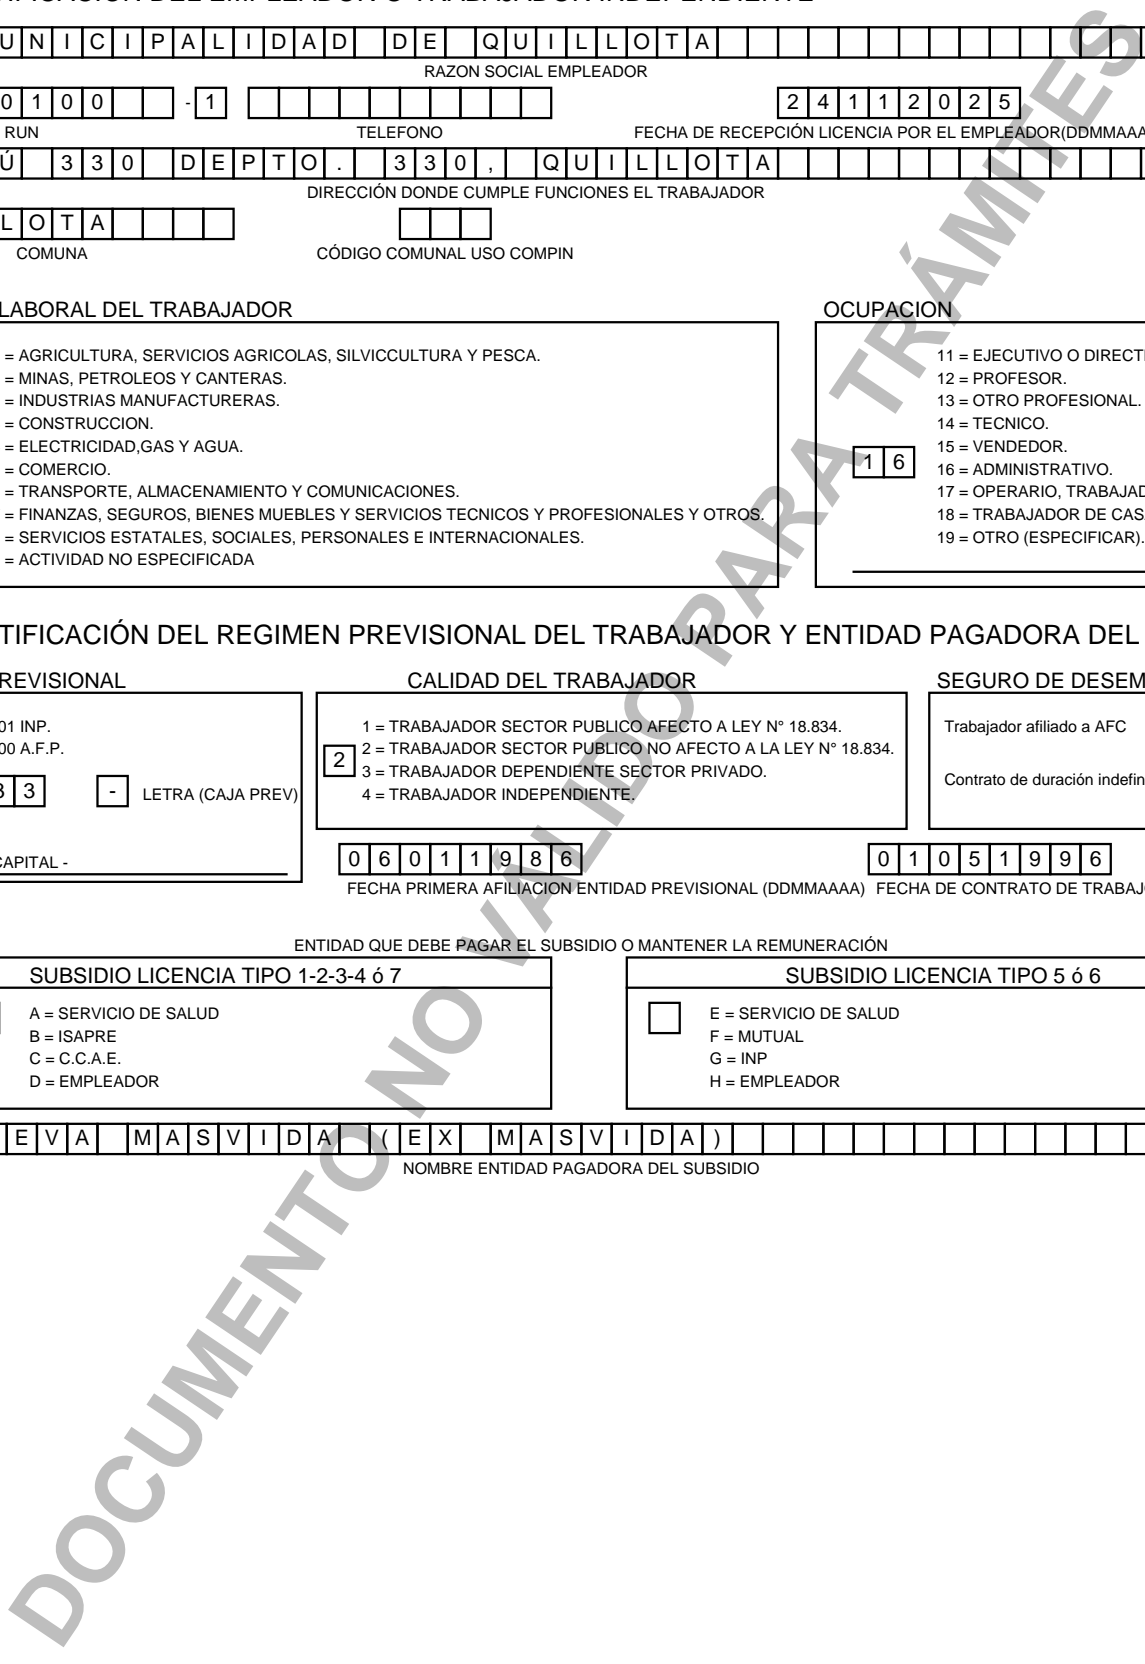 UNICIPALIDAD DE QUILLOTA
RAZON SOCIAL EMPLEADOR
0100 - 1 24112025
RUN TELEFONO FECHA DE RECEPCIÓN LICENCIA POR EL EMPLEADOR(DDMMAAA
Ú 330 DEPTO. 330, QUILLOTA
DIRECCIÓN DONDE CUMPLE FUNCIONES EL TRABAJADOR
LOTA
COMUNA CÓDIGO COMUNAL USO COMPIN
LABORAL DEL TRABAJADOR
= AGRICULTURA, SERVICIOS AGRICOLAS, SILVICCULTURA Y PESCA.
= MINAS, PETROLEOS Y CANTERAS.
= INDUSTRIAS MANUFACTURERAS.
= CONSTRUCCION.
= ELECTRICIDAD,GAS Y AGUA.
= COMERCIO.
= TRANSPORTE, ALMACENAMIENTO Y COMUNICACIONES.
= FINANZAS, SEGUROS, BIENES MUEBLES Y SERVICIOS TECNICOS Y PROFESIONALES Y OTROS.
= SERVICIOS ESTATALES, SOCIALES, PERSONALES E INTERNACIONALES.
= ACTIVIDAD NO ESPECIFICADA
OCUPACION
16
11 = EJECUTIVO O DIRECTI
12 = PROFESOR.
13 = OTRO PROFESIONAL.
14 = TECNICO.
15 = VENDEDOR.
16 = ADMINISTRATIVO.
17 = OPERARIO, TRABAJAD
18 = TRABAJADOR DE CAS
19 = OTRO (ESPECIFICAR).
TIFICACIÓN DEL REGIMEN PREVISIONAL DEL TRABAJADOR Y ENTIDAD PAGADORA DEL
REVISIONAL
01 INP.
00 A.F.P.
3 3 - LETRA (CAJA PREV)
CAPITAL -
CALIDAD DEL TRABAJADOR
2
1 = TRABAJADOR SECTOR PUBLICO AFECTO A LEY N° 18.834.
2 = TRABAJADOR SECTOR PUBLICO NO AFECTO A LA LEY N° 18.834.
3 = TRABAJADOR DEPENDIENTE SECTOR PRIVADO.
4 = TRABAJADOR INDEPENDIENTE.
SEGURO DE DESEM
Trabajador afiliado a AFC
Contrato de duración indefin
06011986 01051996
FECHA PRIMERA AFILIACION ENTIDAD PREVISIONAL (DDMMAAAA) FECHA DE CONTRATO DE TRABAJ
ENTIDAD QUE DEBE PAGAR EL SUBSIDIO O MANTENER LA REMUNERACIÓN
SUBSIDIO LICENCIA TIPO 1-2-3-4 ó 7
A = SERVICIO DE SALUD
B = ISAPRE
C = C.C.A.E.
D = EMPLEADOR
SUBSIDIO LICENCIA TIPO 5 ó 6
E = SERVICIO DE SALUD
F = MUTUAL
G = INP
H = EMPLEADOR
EVA MASVIDA (EX MASVIDA)
NOMBRE ENTIDAD PAGADORA DEL SUBSIDIO
DOCUMENTO NO VÁLIDO PARA TRÁMITES